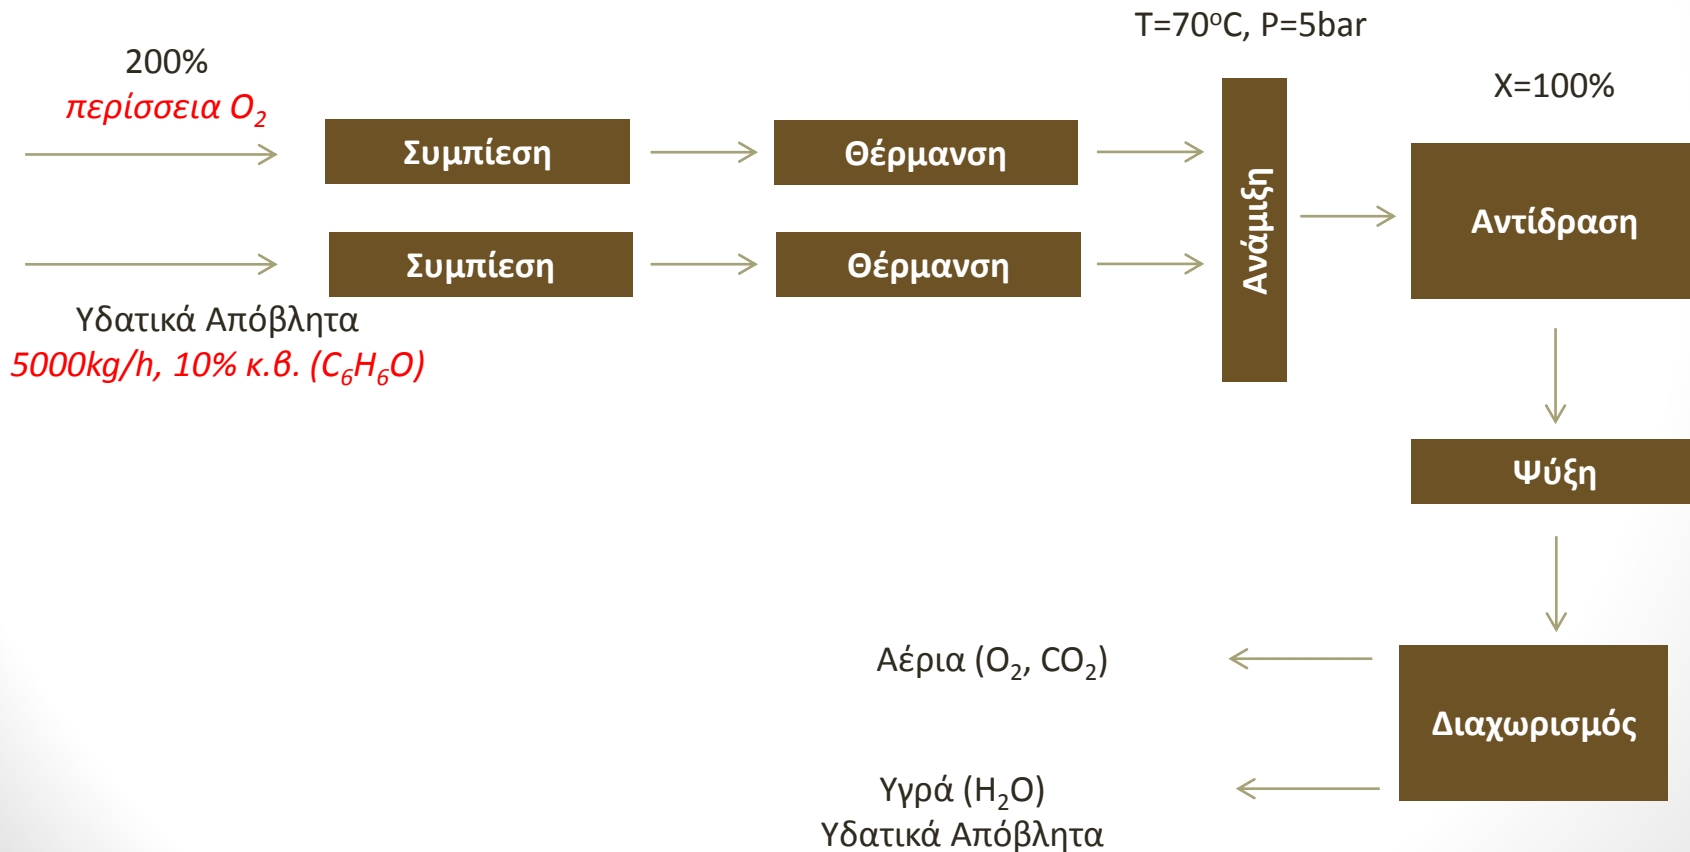 T=70°C, P=5bar
200%
περίσσεια O₂
X=100%
Συμπίεση
Θέρμανση
Ανάμιξη
Αντίδραση
Συμπίεση
Θέρμανση
Υδατικά Απόβλητα
5000kg/h, 10% κ.β. (C₆H₆O)
Ψύξη
Αέρια (O₂, CO₂)
Διαχωρισμός
Υγρά (H₂O)
Υδατικά Απόβλητα